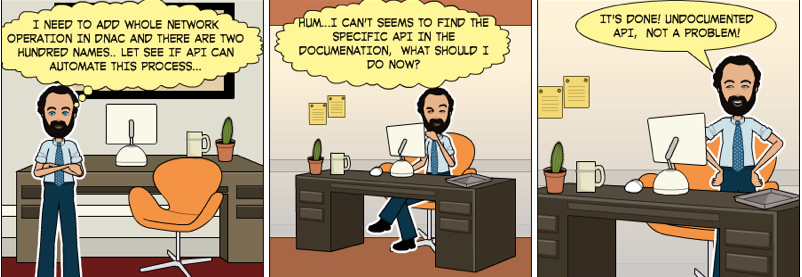 I NEED TO ADD WHOLE NETWORK
OPERATION IN DNAC AND THERE ARE TWO
HUNDRED NAMES.. LET SEE IF API CAN
AUTOMATE THIS PROCESS...
HUM...I CAN'T SEEMS TO FIND THE
SPECIFIC API IN THE
DOCUMENATION, WHAT SHOULD I
DO NOW?
IT'S DONE! UNDOCUMENTED
API, NOT A PROBLEM!